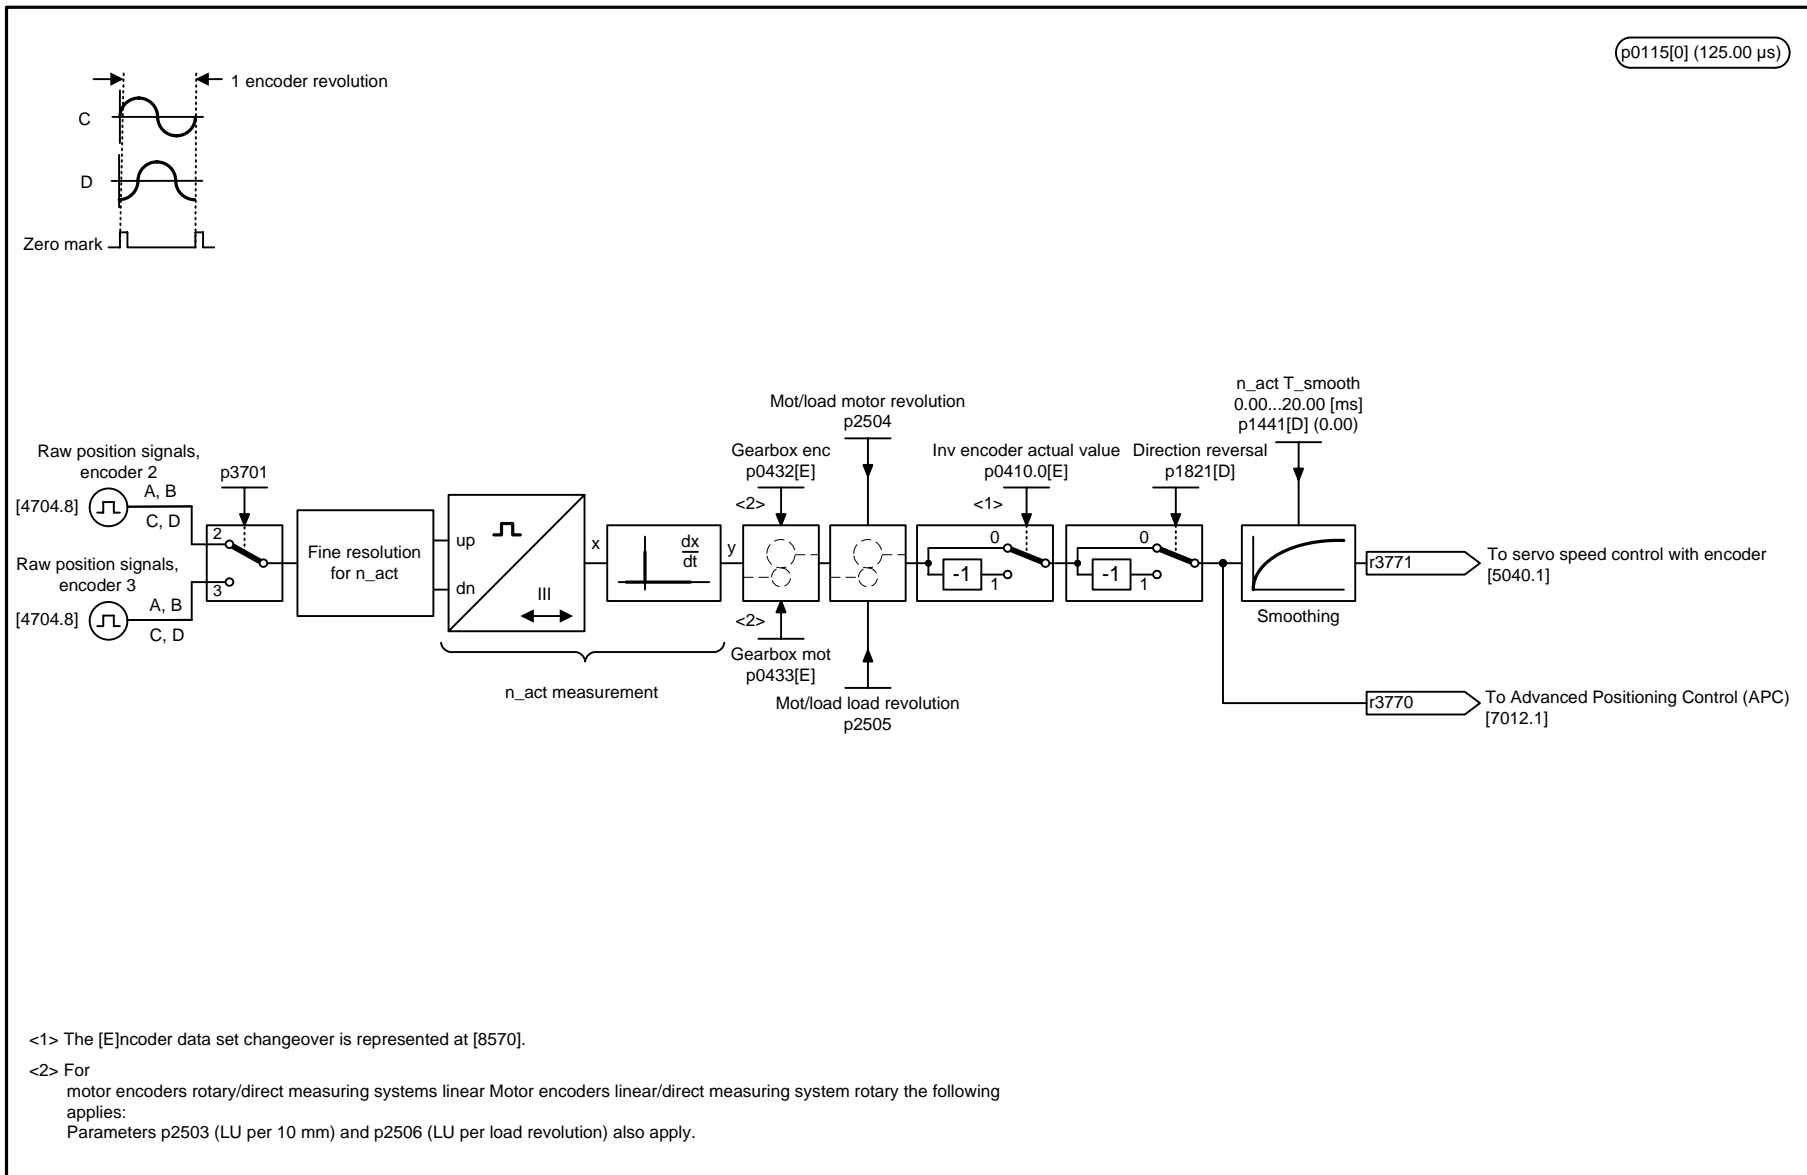 p0115[0] (125.00 µs)
1 encoder revolution
C
D
Zero mark
n_act T_smooth
0.00...20.00 [ms]
p1441[D] (0.00)
Mot/load motor revolution
p2504
Raw position signals,
encoder 2
p3701
Gearbox enc
p0432[E]
Inv encoder actual value
p0410.0[E]
Direction reversal
p1821[D]
[4704.8]
A, B
C, D
<2>
<1>
2
3
Fine resolution
for n_act
up
dn
III
x
dx
dt
y
0
-1
1
0
-1
1
r3771
To servo speed control with encoder
[5040.1]
Raw position signals,
encoder 3
[4704.8]
A, B
C, D
<2>
Smoothing
Gearbox mot
p0433[E]
n_act measurement
Mot/load load revolution
p2505
r3770
To Advanced Positioning Control (APC)
[7012.1]
<1> The [E]ncoder data set changeover is represented at [8570].
<2> For
motor encoders rotary/direct measuring systems linear Motor encoders linear/direct measuring system rotary the following
applies:
Parameters p2503 (LU per 10 mm) and p2506 (LU per load revolution) also apply.